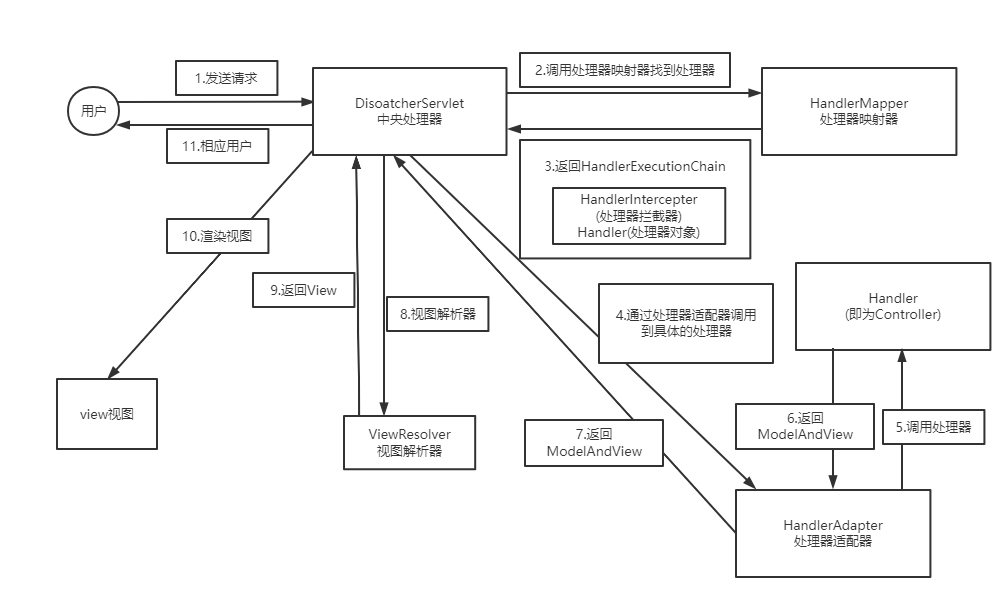 1.发送请求
用户
11.相应用户
DisoatcherServlet
中央处理器
2.调用处理器映射器找到处理器
HandlerMapper
处理器映射器
3.返回HandlerExecutionChain
HandlerIntercepter
(处理器拦截器)
Handler(处理器对象)
10.渲染视图
9.返回View
8.视图解析器
4.通过处理器适配器调用
到具体的处理器
Handler
(即为Controller)
view视图
ViewResolver
视图解析器
7.返回
ModelAndView
6.返回
ModelAndView
5.调用处理器
HandlerAdapter
处理器适配器